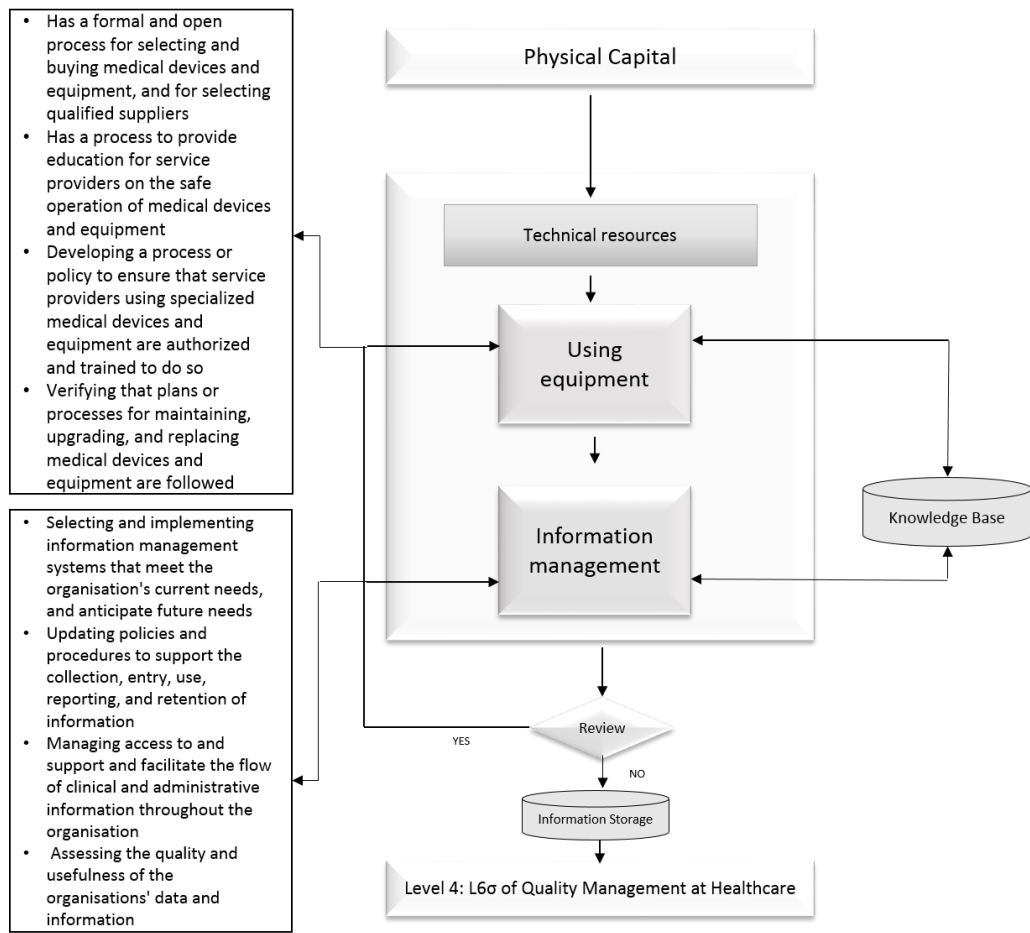 • Has a formal and open
process for selecting and
buying medical devices and
equipment, and for selecting
qualified suppliers
• Has a process to provide
education for service
providers on the safe
operation of medical devices
and equipment
• Developing a process or
policy to ensure that service
providers using specialized
medical devices and
equipment are authorized
and trained to do so
• Verifying that plans or
processes for maintaining,
upgrading, and replacing
medical devices and
equipment are followed
• Selecting and implementing
information management
systems that meet the
organisation's current needs,
and anticipate future needs
• Updating policies and
procedures to support the
collection, entry, use,
reporting, and retention of
information
• Managing access to and
support and facilitate the flow
of clinical and administrative
information throughout the
organisation
• Assessing the quality and
usefulness of the
organisations' data and
information
Physical Capital
Technical resources
Using
equipment
Information
management
Knowledge Base
Review
YES
NO
Information Storage
Level 4: L6σ of Quality Management at Healthcare